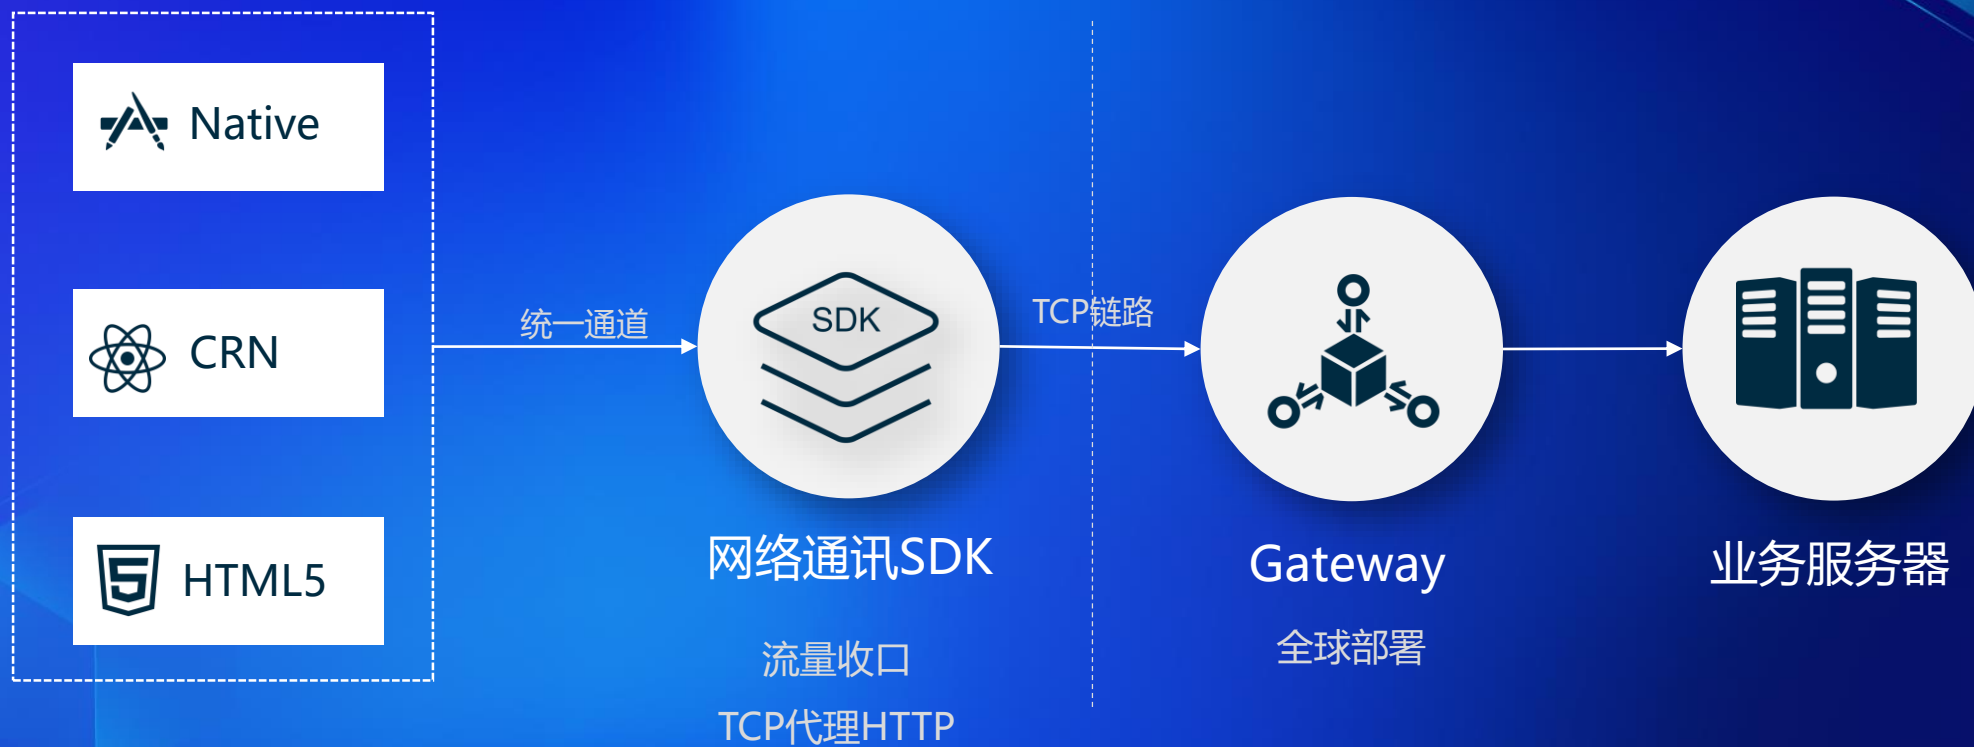 Native
CRN
HTML5
统一通道
SDK
网络通讯SDK
流量收口
TCP代理HTTP
TCP链路
Gateway
全球部署
业务服务器